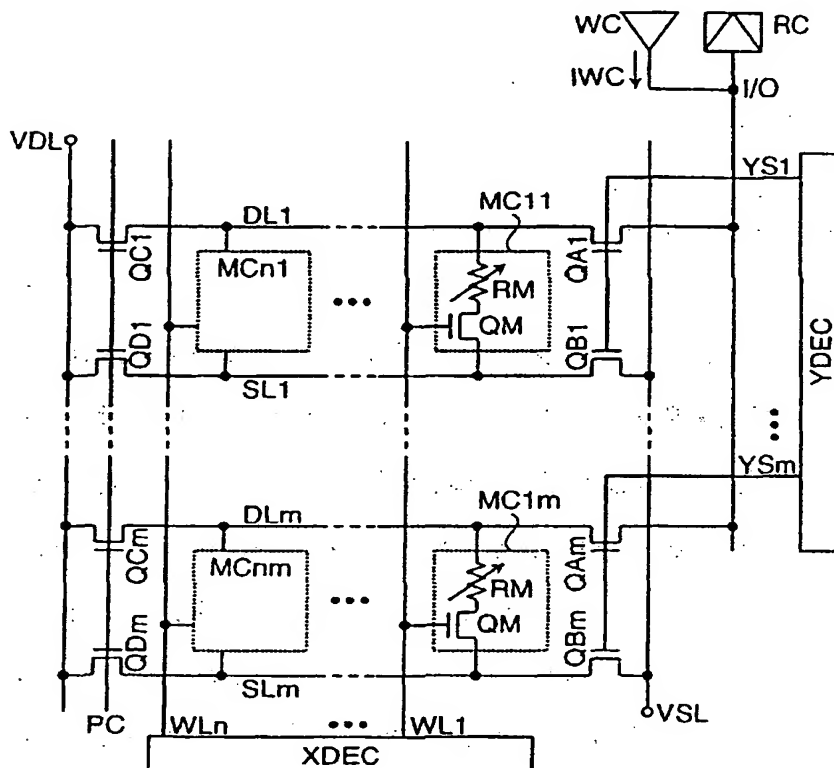 WC
RC
IWC
I/O
VDL
YS1
MC11
DL1
QC1
MCn1
•••
RM
QM
QA1
QD1
SL1
QB1
YDEC
•••
YSm
MC1m
DLm
QCm
MCnm
•••
RM
QM
QAm
QDm
SLm
QBm
PC
WLn
•••
WL1
VSL
XDEC